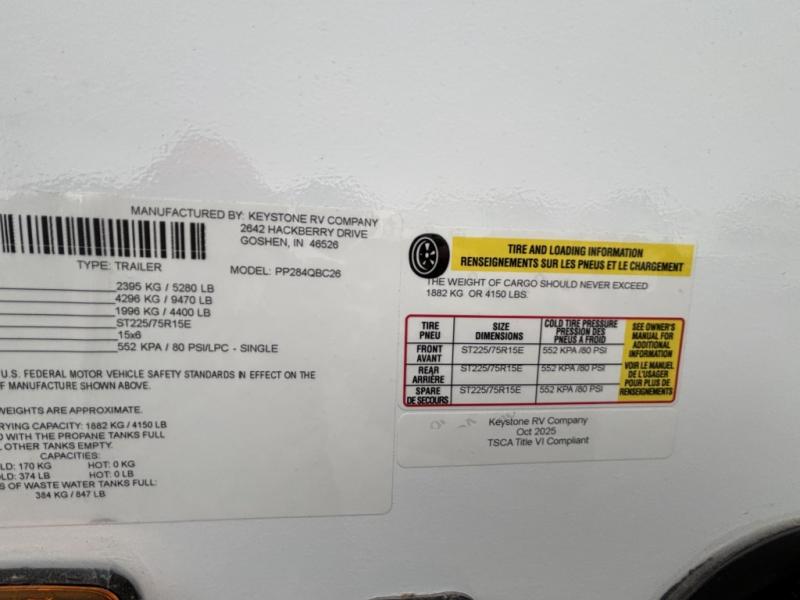 MANUFACTURED BY: KEYSTONE RV COMPANY
2642 HACKBERRY DRIVE
GOSHEN, IN 46526
TYPE: TRAILER
MODEL: PP284QBC26
2395 KG / 5280 LB
4296 KG / 9470 LB
1996 KG / 4400 LB
ST225/75R15E
15x6
552 KPA / 80 PSI/LPC - SINGLE
U.S. FEDERAL MOTOR VEHICLE SAFETY STANDARDS IN EFFECT ON THE
F MANUFACTURE SHOWN ABOVE.
WEIGHTS ARE APPROXIMATE.
RYING CAPACITY: 1882 KG / 4150 LB
D WITH THE PROPANE TANKS FULL
L OTHER TANKS EMPTY.
CAPACITIES:
LD: 170 KG HOT: 0 KG
LD: 374 LB HOT: 0 LB
S OF WASTE WATER TANKS FULL:
384 KG / 847 LB
TIRE AND LOADING INFORMATION
RENSEIGNEMENTS SUR LES PNEUS ET LE CHARGEMENT
THE WEIGHT OF CARGO SHOULD NEVER EXCEED
1882 KG OR 4150 LBS.
TIRE
PNEU
SIZE
DIMENSIONS
COLD TIRE PRESSURE
PRESSION DES
PNEUS A FROID
FRONT
AVANT
ST225/75R15E
552 KPA /80 PSI
REAR
ARRIÈRE
ST225/75R15E
552 KPA /80 PSI
SPARE
DE SECOURS
ST225/75R15E
552 KPA /80 PSI
SEE OWNER'S
MANUAL FOR
ADDITIONAL
INFORMATION
VOIR LE MANUEL
DE L'USAGER
POUR PLUS DE
RENSEIGNEMENTS
Keystone RV Company
Oct 2025
TSCA Title VI Compliant